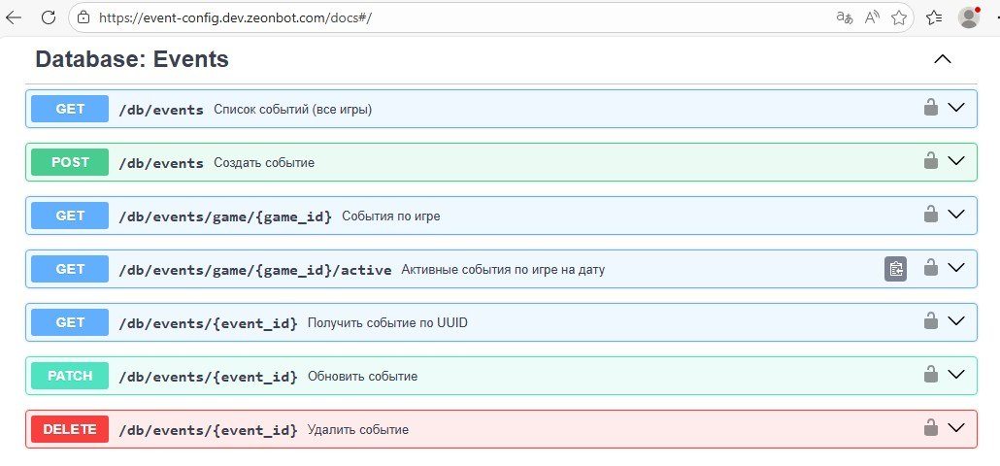 https://event-config.dev.zeonbot.com/docs#/
Database: Events
GET /db/events Список событий (все игры)
POST /db/events Создать событие
GET /db/events/game/{game_id} События по игре
GET /db/events/game/{game_id}/active Активные события по игре на дату
GET /db/events/{event_id} Получить событие по UUID
PATCH /db/events/{event_id} Обновить событие
DELETE /db/events/{event_id} Удалить событие